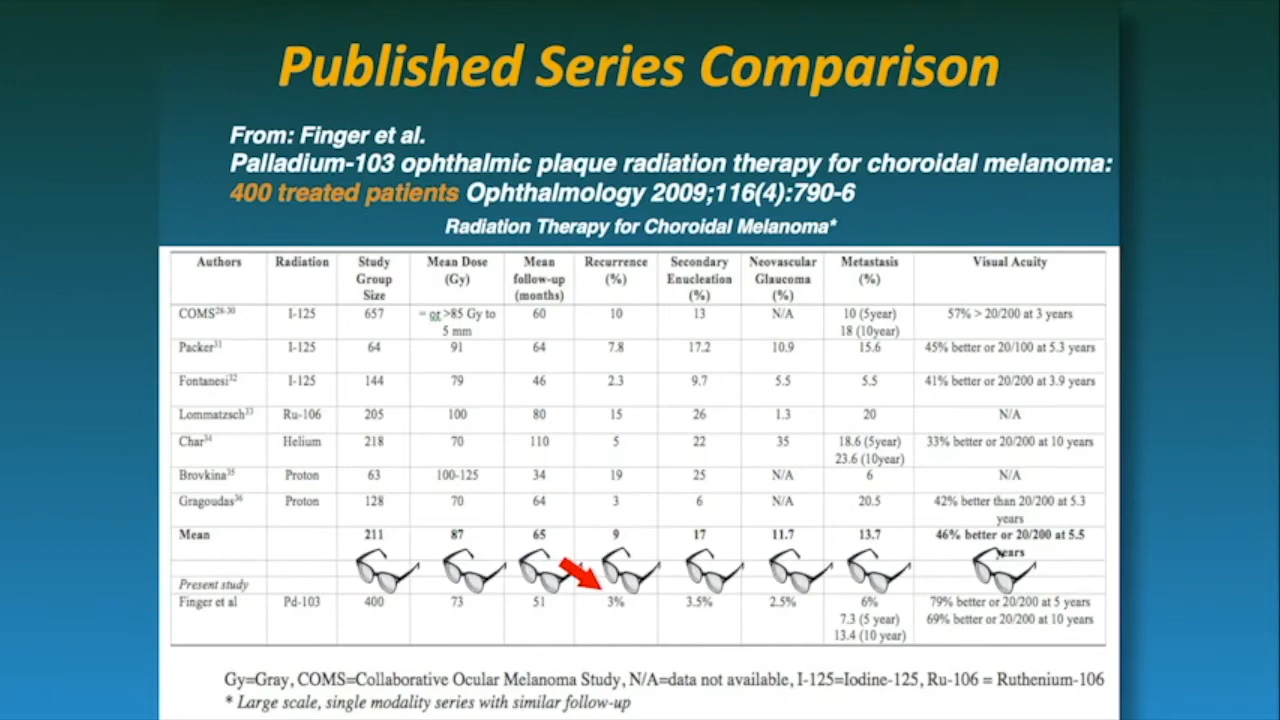 Published Series Comparison
From: Finger et al.
Palladium-103 ophthalmic plaque radiation therapy for choroidal melanoma:
400 treated patients Ophthalmology 2009;116(4):790-6
Radiation Therapy for Choroidal Melanoma*
Authors Radiation Study Group Size Mean Dose (Gy) Mean follow-up (months) Recurrence (%) Secondary Enucleation (%) Neovascular Glaucoma (%) Metastasis (%) Visual Acuity
COMS28-30 I-125 657 = or >85 Gy to 5 mm 60 10 13 N/A 10 (5year) 18 (10year) 57% > 20/200 at 3 years
Packer31 I-125 64 91 64 7.8 17.2 10.9 15.6 45% better or 20/100 at 5.3 years
Fontanesi32 I-125 144 79 46 2.3 9.7 5.5 5.5 41% better or 20/200 at 3.9 years
Lommatzsch33 Ru-106 205 100 80 15 26 1.3 20 N/A
Char34 Helium 218 70 110 5 22 35 18.6 (5year) 23.6 (10year) 33% better or 20/200 at 10 years
Brovkina35 Proton 63 100-125 34 19 25 N/A 6 N/A
Gragoudas36 Proton 128 70 64 3 6 N/A 20.5 42% better than 20/200 at 5.3 years
Mean 211 87 65 9 17 11.7 13.7 46% better or 20/200 at 5.5 years
Present study
Finger et al Pd-103 400 73 51 3% 3.5% 2.5% 6% 7.3 (5 year) 13.4 (10 year) 79% better or 20/200 at 5 years 69% better or 20/200 at 10 years
Gy=Gray, COMS=Collaborative Ocular Melanoma Study, N/A=data not available, I-125=Iodine-125, Ru-106 = Ruthenium-106
* Large scale, single modality series with similar follow-up